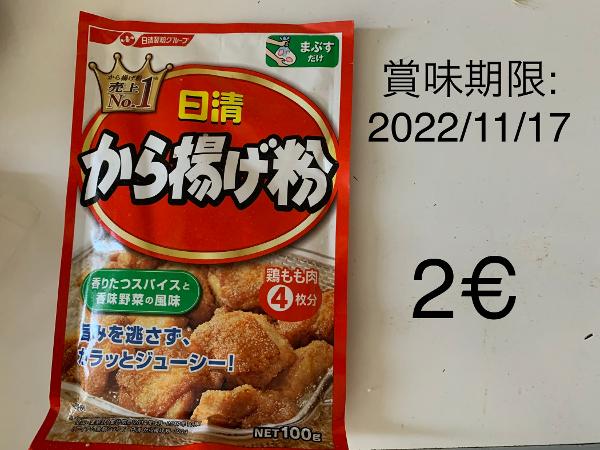 日清製粉グループ
まぶす
だけ
から揚げ粉
売上
No.1
日清
から揚げ粉
香りたつスパイスと
香味野菜の風味
鶏もも肉
4枚分
旨みを逃さず、
カラッとジューシー!
NET100g
賞味期限:
2022/11/17
2€